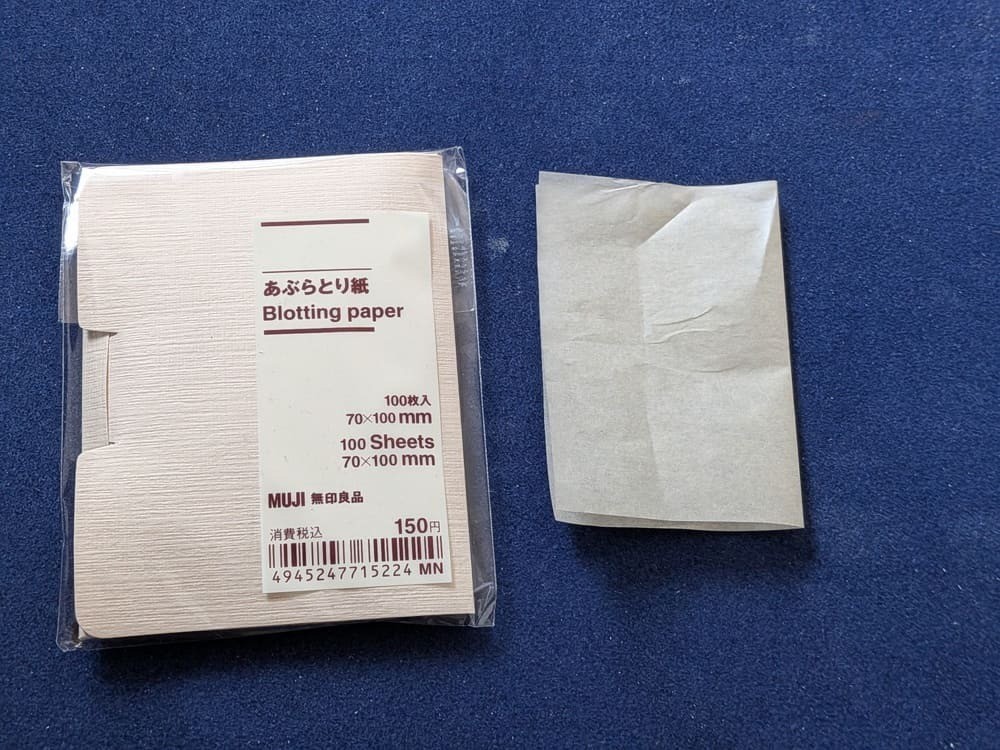 あぶらとり紙
Blotting paper
100枚入
70×100 mm
100 Sheets
70×100 mm
MUJI 無印良品
消費税込 150円
4945247715224 MN